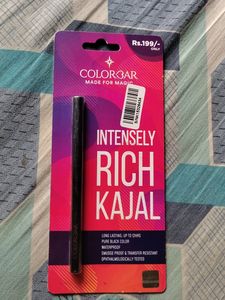 Rs.199/-
ONLY
COLORBAR
MADE FOR MAGIC
INTENSELY
RICH
KAJAL
LONG LASTING, UP TO 12HRS
PURE BLACK COLOR
WATERPROOF
SMUDGE PROOF & TRANSFER RESISTANT
OPHTHALMOLOGICALLY TESTED